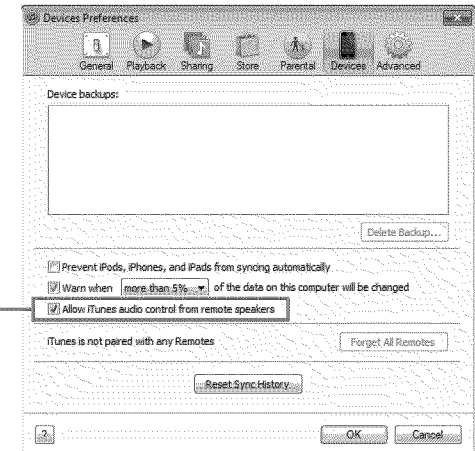 Devices Preferences
General Playback Sharing Store Parental Devices Advanced
Device backups:
Delete Backup...
Prevent iPods, iPhones, and iPads from syncing automatically
Warn when more than 5% of the data on this computer will be changed
Allow iTunes audio control from remote speakers
iTunes is not paired with any Remotes Forget All Remotes
Reset Sync History
? OK Cancel